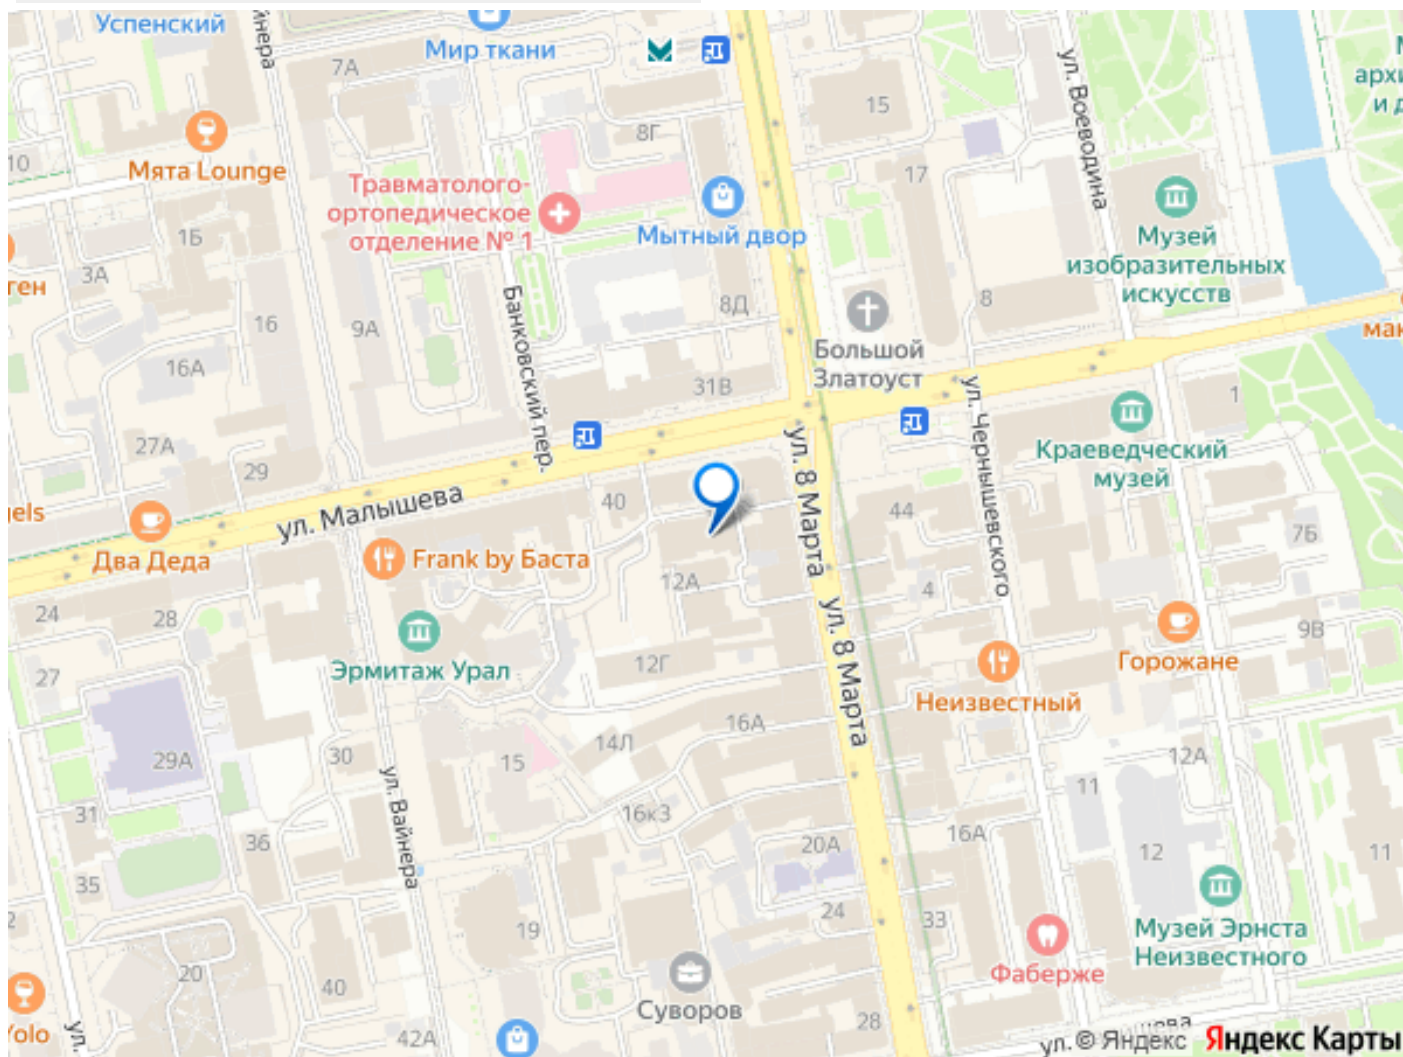 Успенский
Мир ткани
7А
15
8Г
ул. Воеводина
10
Мята Lounge
Травматолого-
ортопедическое
отделение № 1
17
Мытный двор
Музей
изобразительных
искусств
1Б
3А
16
9А
Банковский пер.
8Д
8
Большой
Златоуст
16А
31В
1
ул. Чернышевского
27А
29
Краеведческий
музей
ул. Малышева
40
ул. 8 Марта
44
7Б
Два Деда
Frank by Баста
12А
4
24
28
ул. 8 Марта
9В
Эрмитаж Урал
12Г
Горожане
27
Неизвестный
16А
14Л
30
15
12А
29А
11
ул. Вайнера
31
36
16к3
20А
16А
12
11
35
24
33
19
Музей Эрнста
Неизвестного
20
40
Фаберже
Суворов
28
42А
ул.
ул.
© Яндекс Яндекс Карты